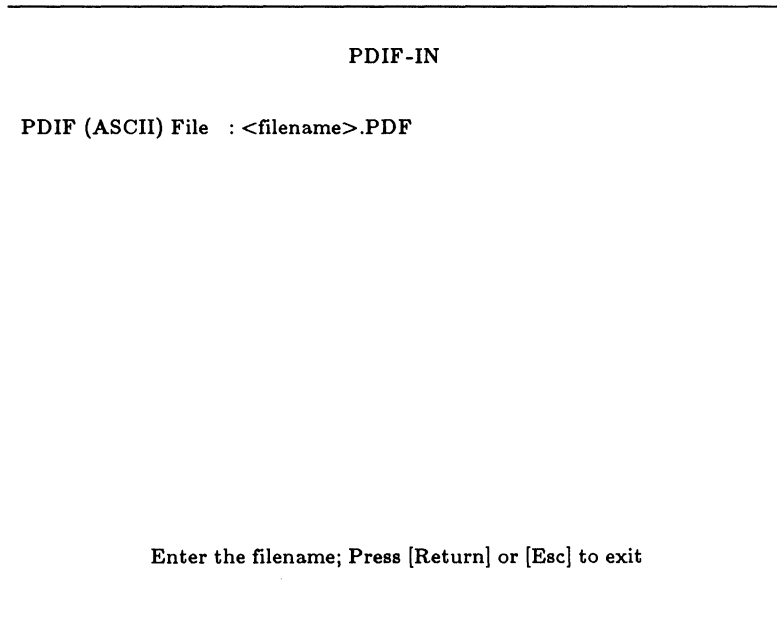 PDIF-IN
PDIF (ASCII) File : <filename>.PDF
Enter the filename; Press [Return] or [Esc] to exit